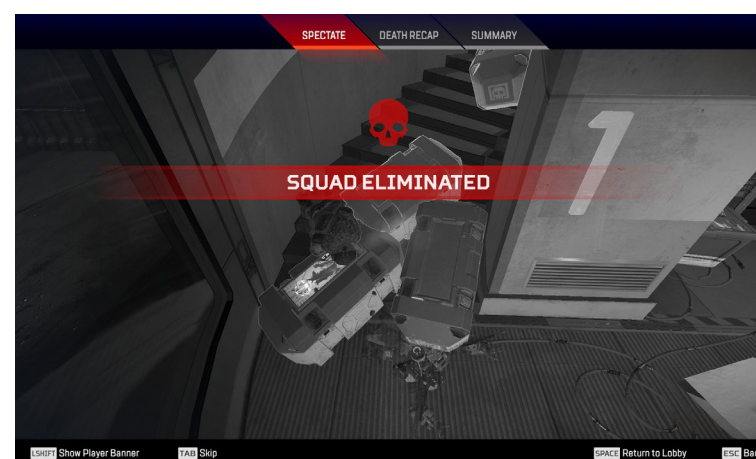 SPECTATE
DEATH RECAP
SUMMARY
1
SQUAD ELIMINATED
LSHIFT Show Player Banner
TAB Skip
SPACE Return to Lobby
ESC